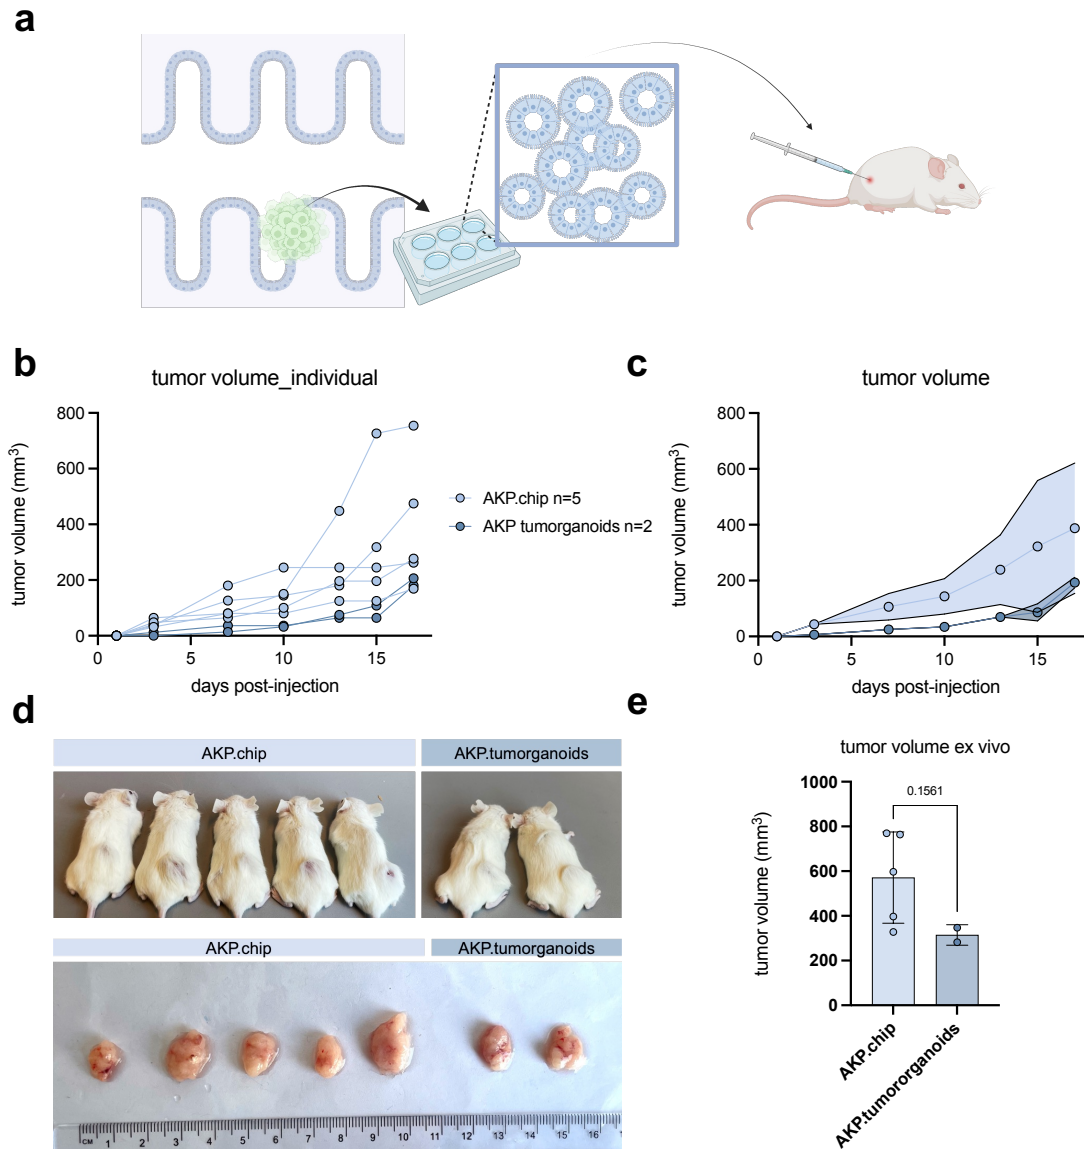 a
b
tumor volume_individual
tumor volume (mm³)
800
600
400
200
0
0
5
10
15
days post-injection
AKP.chip n=5
AKP tumorganoids n=2
c
tumor volume
tumor volume (mm³)
800
600
400
200
0
0
5
10
15
days post-injection
d
AKP.chip
AKP.tumorganoids
AKP.chip
AKP.tumorganoids
CM 1 2 3 4 5 6 7 8 9 10 11 12 13 14 15 16
e
tumor volume ex vivo
tumor volume (mm³)
1000
800
600
400
200
0
0.1561
AKP.chip
AKP.tumororganoids